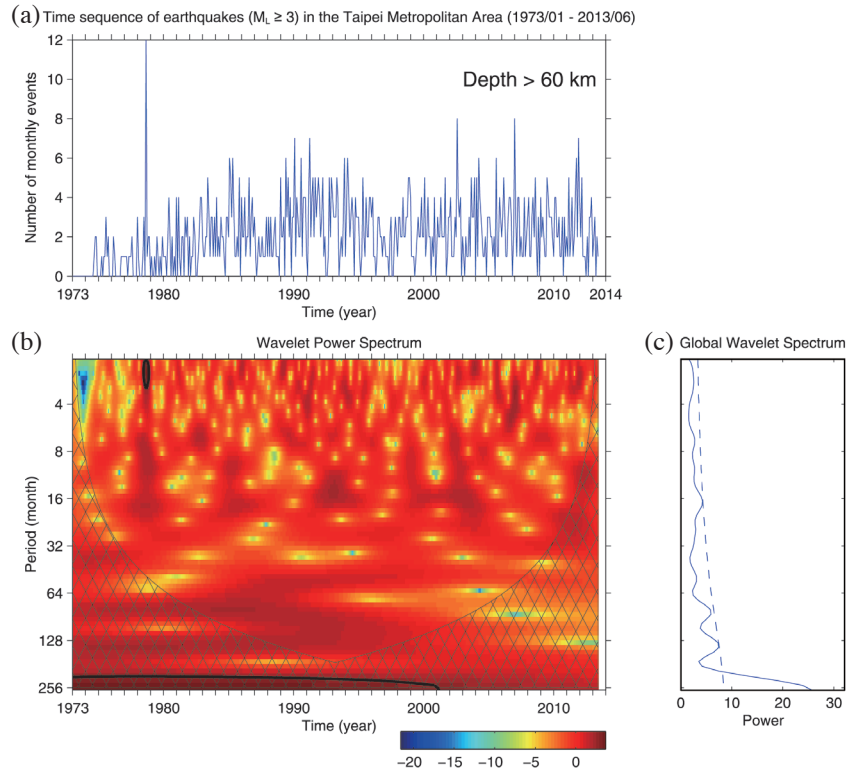 (a) Time sequence of earthquakes (M_L ≥ 3) in the Taipei Metropolitan Area (1973/01 - 2013/06)
12
10
8
6
4
2
0
Number of monthly events
Depth > 60 km
1973 1980 1990 2000 2010 2014
Time (year)
(b) Wavelet Power Spectrum
4
8
16
32
64
128
256
Period (month)
1973 1980 1990 2000 2010
Time (year)
−20 −15 −10 −5 0
(c) Global Wavelet Spectrum
0 10 20 30
Power